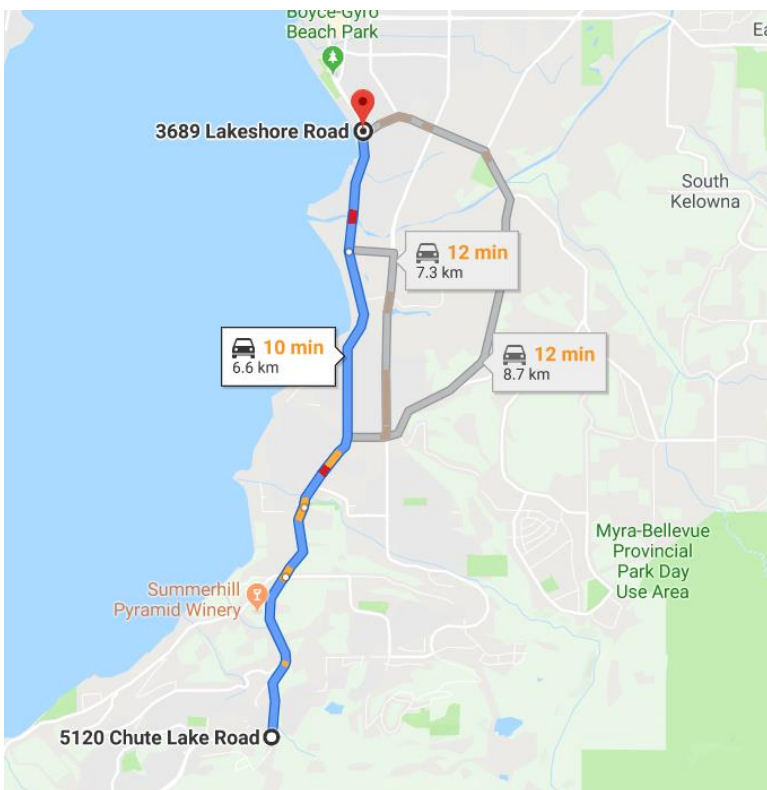 Boyce-Gyro
Beach Park
3689 Lakeshore Road
South
Kelowna
12 min
7.3 km
10 min
6.6 km
12 min
8.7 km
Myra-Bellevue
Provincial
Park Day
Use Area
Summerhill
Pyramid Winery
5120 Chute Lake Road